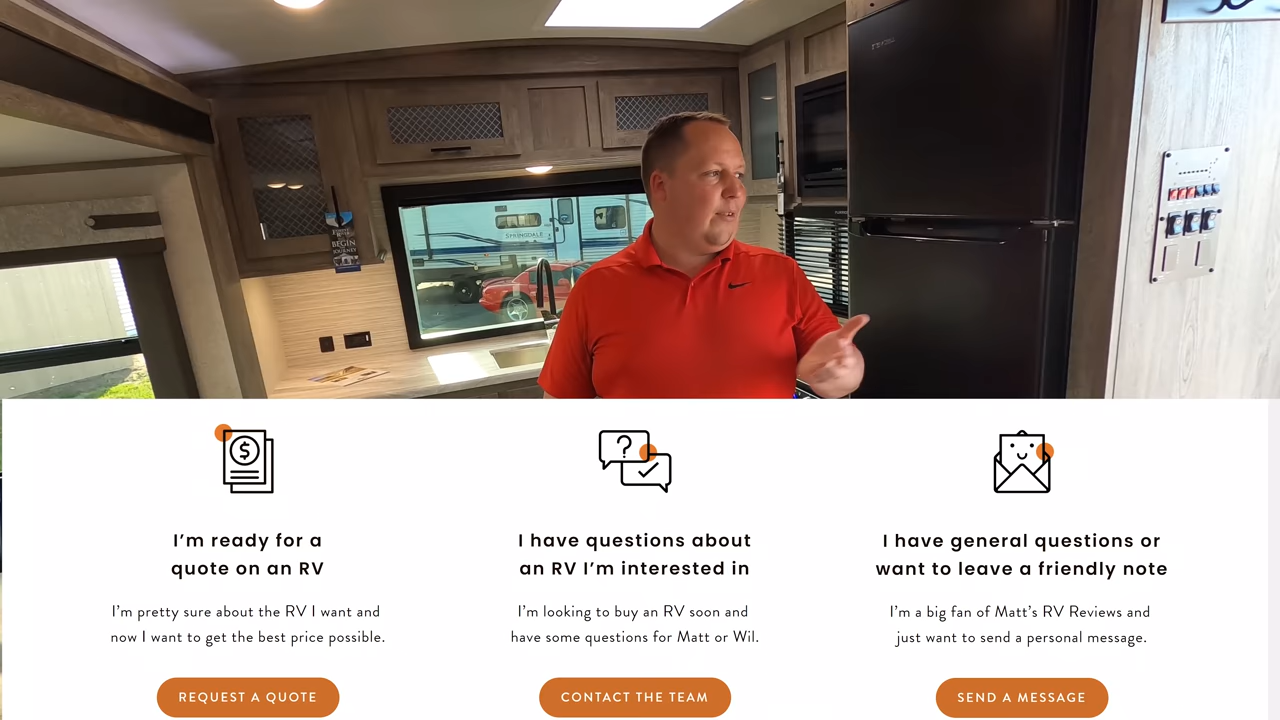 SPRINGDALE
BEGIN
JOURNEY
I'm ready for a
quote on an RV
I'm pretty sure about the RV I want and
now I want to get the best price possible.
REQUEST A QUOTE
I have questions about
an RV I'm interested in
I'm looking to buy an RV soon and
have some questions for Matt or Wil.
CONTACT THE TEAM
I have general questions or
want to leave a friendly note
I'm a big fan of Matt's RV Reviews and
just want to send a personal message.
SEND A MESSAGE